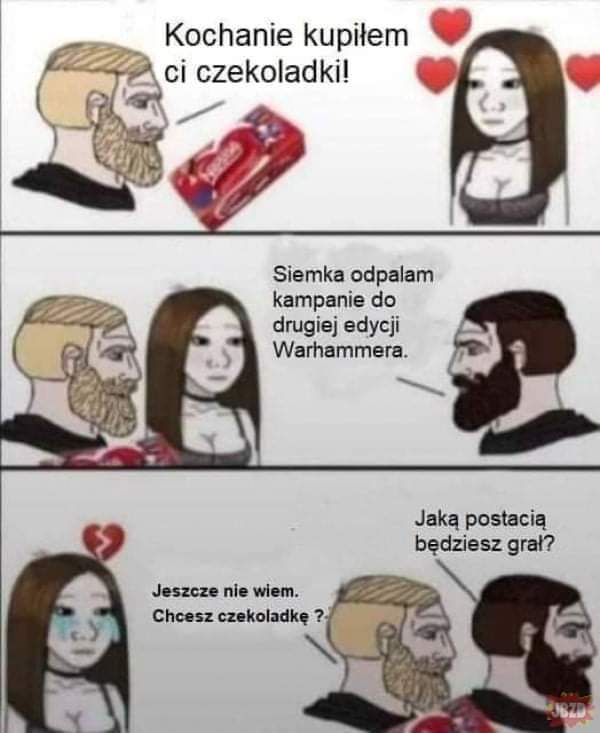 Kochanie kupiłem
ci czekoladki!
Nestlé
Siemka odpalam
kampanie do
drugiej edycji
Warhammera.
Jaką postacią
będziesz grał?
Jeszcze nie wiem.
Chcesz czekoladkę ?
JBZD